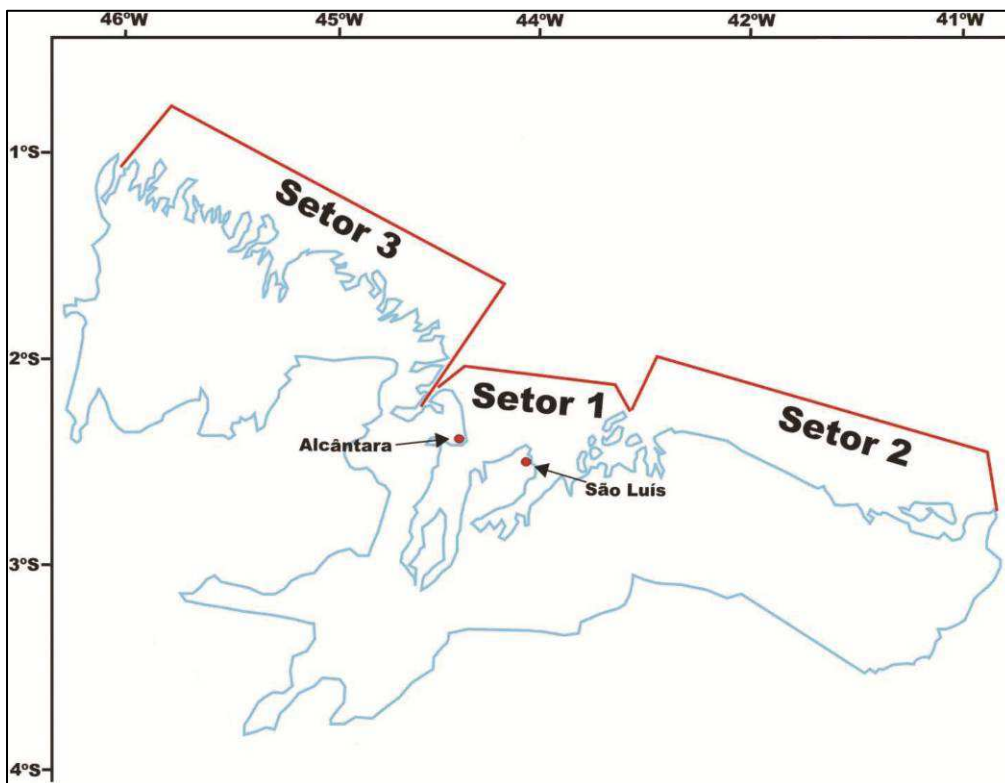 46ºW 45ºW 44ºW 42ºW 41ºW
1ºS
Setor 3
2ºS
Setor 1
Setor 2
Alcântara
São Luís
3ºS
4ºS